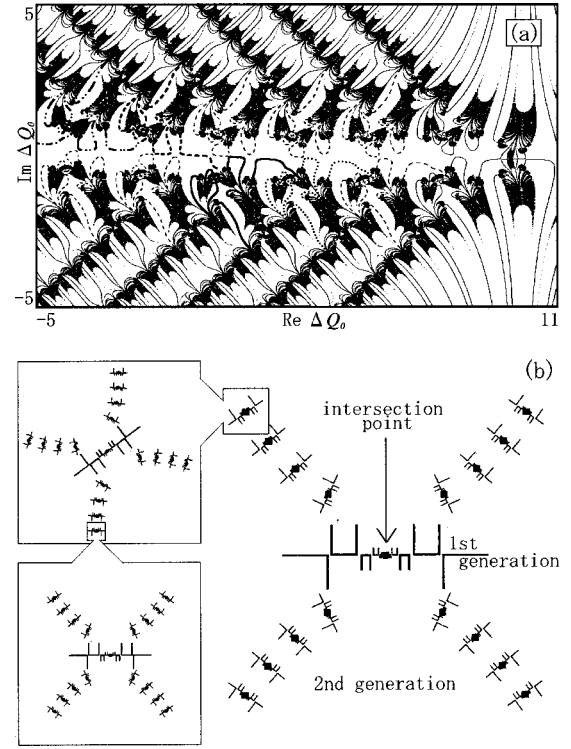 5
(a)
Im ΔQ₀
-5
-5
Re ΔQ₀
11
(b)
intersection
point
1st
generation
2nd generation